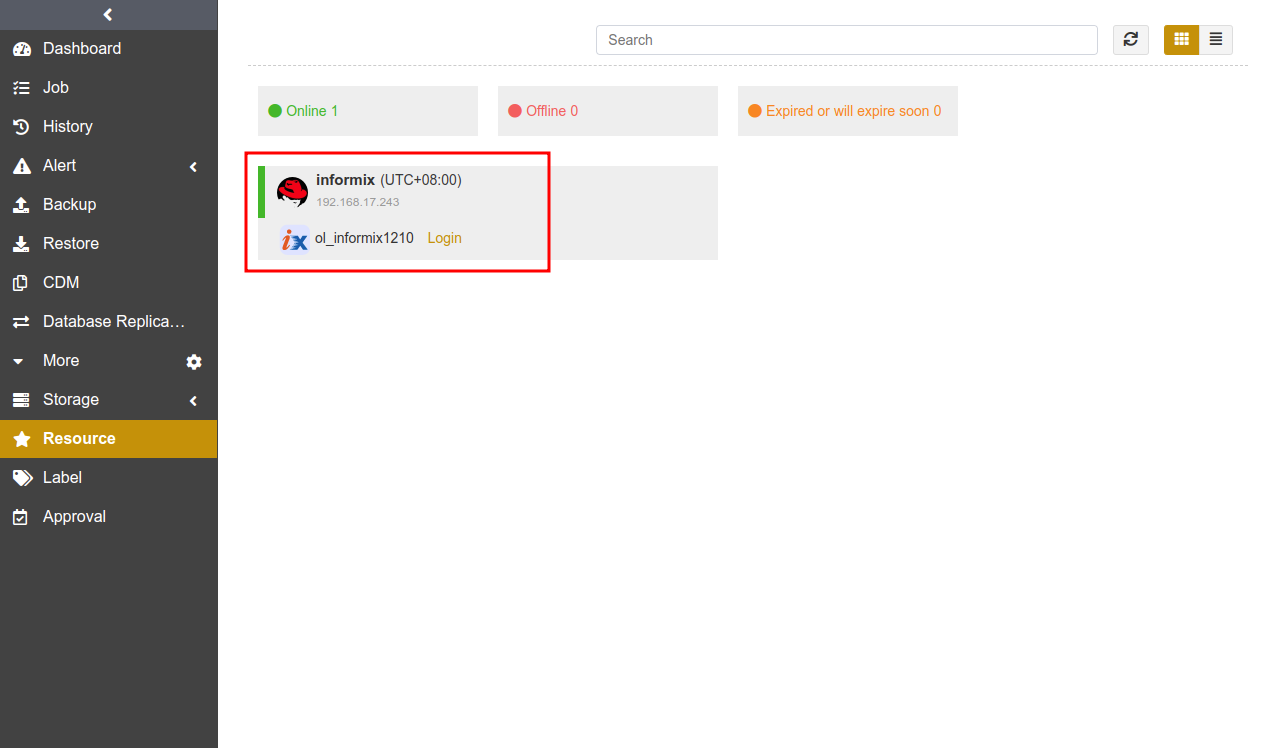 Dashboard
Job
History
Alert
Backup
Restore
CDM
Database Replica…
More
Storage
Resource
Label
Approval
Search
Online 1
Offline 0
Expired or will expire soon 0
informix (UTC+08:00)
192.168.17.243
ix ol_informix1210 Login